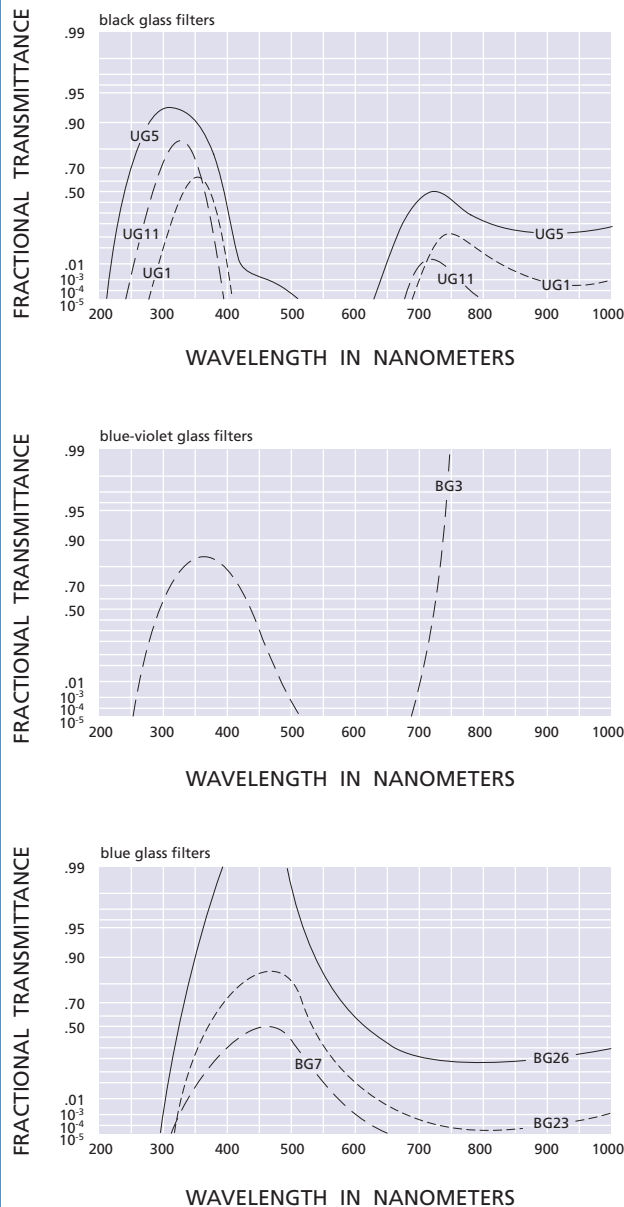 black glass filters
FRACTIONAL TRANSMITTANCE
.99
.95
.90
.70
.50
.01
10-3
10-4
10-5
UG5
UG11
UG1
UG5
UG11
UG1
200 300 400 500 600 700 800 900 1000
WAVELENGTH IN NANOMETERS
blue-violet glass filters
FRACTIONAL TRANSMITTANCE
.99
.95
.90
.70
.50
.01
10-3
10-4
10-5
BG3
200 300 400 500 600 700 800 900 1000
WAVELENGTH IN NANOMETERS
blue glass filters
FRACTIONAL TRANSMITTANCE
.99
.95
.90
.70
.50
.01
10-3
10-4
10-5
BG7
BG26
BG23
200 300 400 500 600 700 800 900 1000
WAVELENGTH IN NANOMETERS